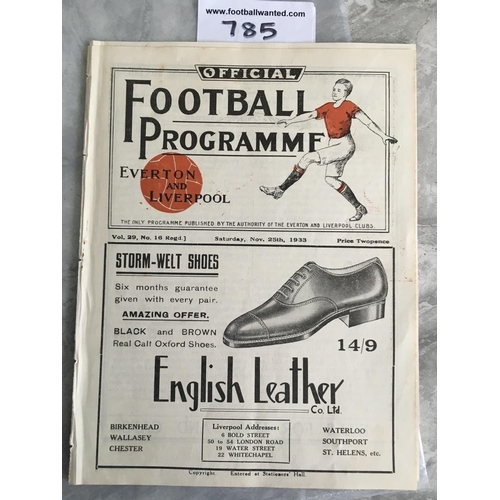 www.footballwanted.com
785
OFFICIAL
FOOTBALL
PROGRAMME
EVERTON
AND
LIVERPOOL
THE ONLY PROGRAMME PUBLISHED BY THE AUTHORITY OF THE EVERTON AND LIVERPOOL CLUBS.
Vol. 29, No. 16 Regd.] Saturday, Nov. 25th, 1933 Price Twopence
STORM-WELT SHOES
Six months guarantee
given with every pair.
AMAZING OFFER.
BLACK and BROWN
Real Calf Oxford Shoes.
14/9
English Leather
Co. Ltd.
BIRKENHEAD
WALLASEY
CHESTER
Liverpool Addresses:
6 BOLD STREET
50 to 54 LONDON ROAD
19 WATER STREET
22 WHITECHAPEL
WATERLOO
SOUTHPORT
ST. HELENS, etc.
Copyright. Entered at Stationers' Hall.